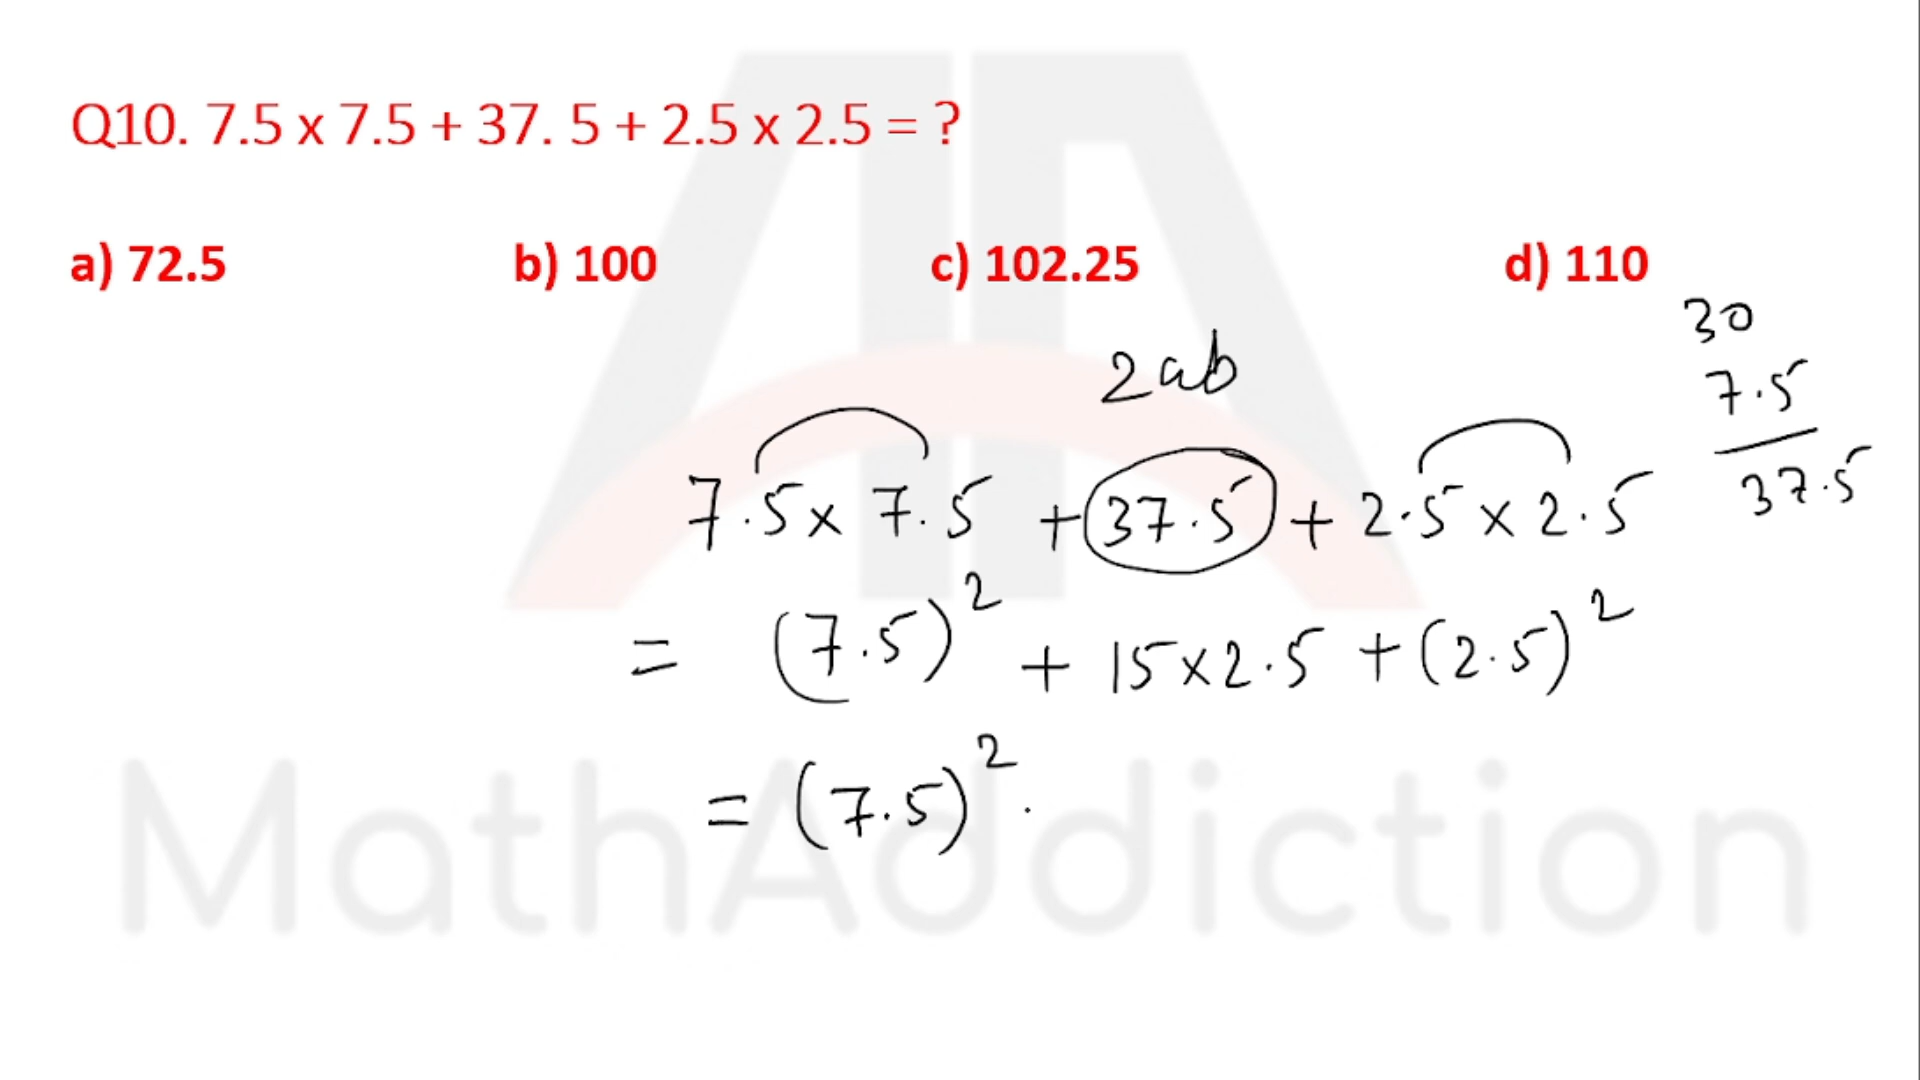 Q10. 7.5 x 7.5 + 37. 5 + 2.5 x 2.5 = ?
a) 72.5 b) 100 c) 102.25 d) 110
30
2ab
7.5
7.5 x 7.5 + 37.5 + 2.5 x 2.5
37.5
= (7.5)² + 15x2.5 + (2.5)²
= (7.5)² .
MathAddiction